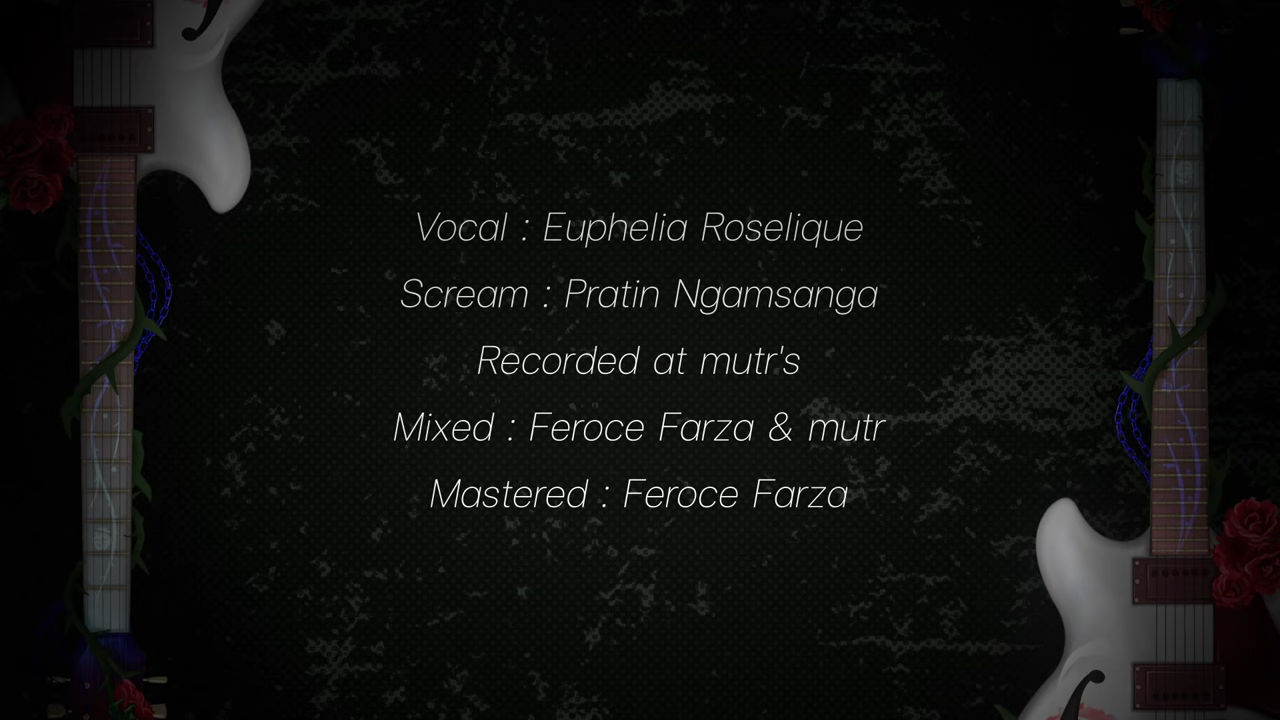 Vocal : Euphelia Roselique
Scream : Pratin Ngamsanga
Recorded at mutr's
Mixed : Feroce Farza & mutr
Mastered : Feroce Farza